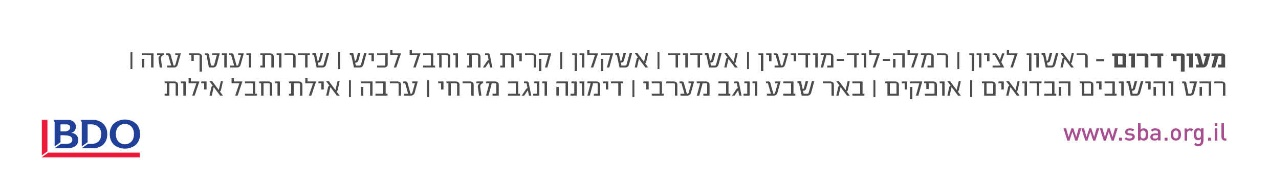 מעוף דרום - ראשון לציון | רמלה-לוד-מודיעין | אשדוד | אשקלון | קרית גת וחבל לכיש | שדרות ועוטף עזה |
רהט והישובים הבדואים | אופקים | באר שבע ונגב מערבי | דימונה ונגב מזרחי | ערבה | אילת וחבל אילות
www.sba.org.il
BDO